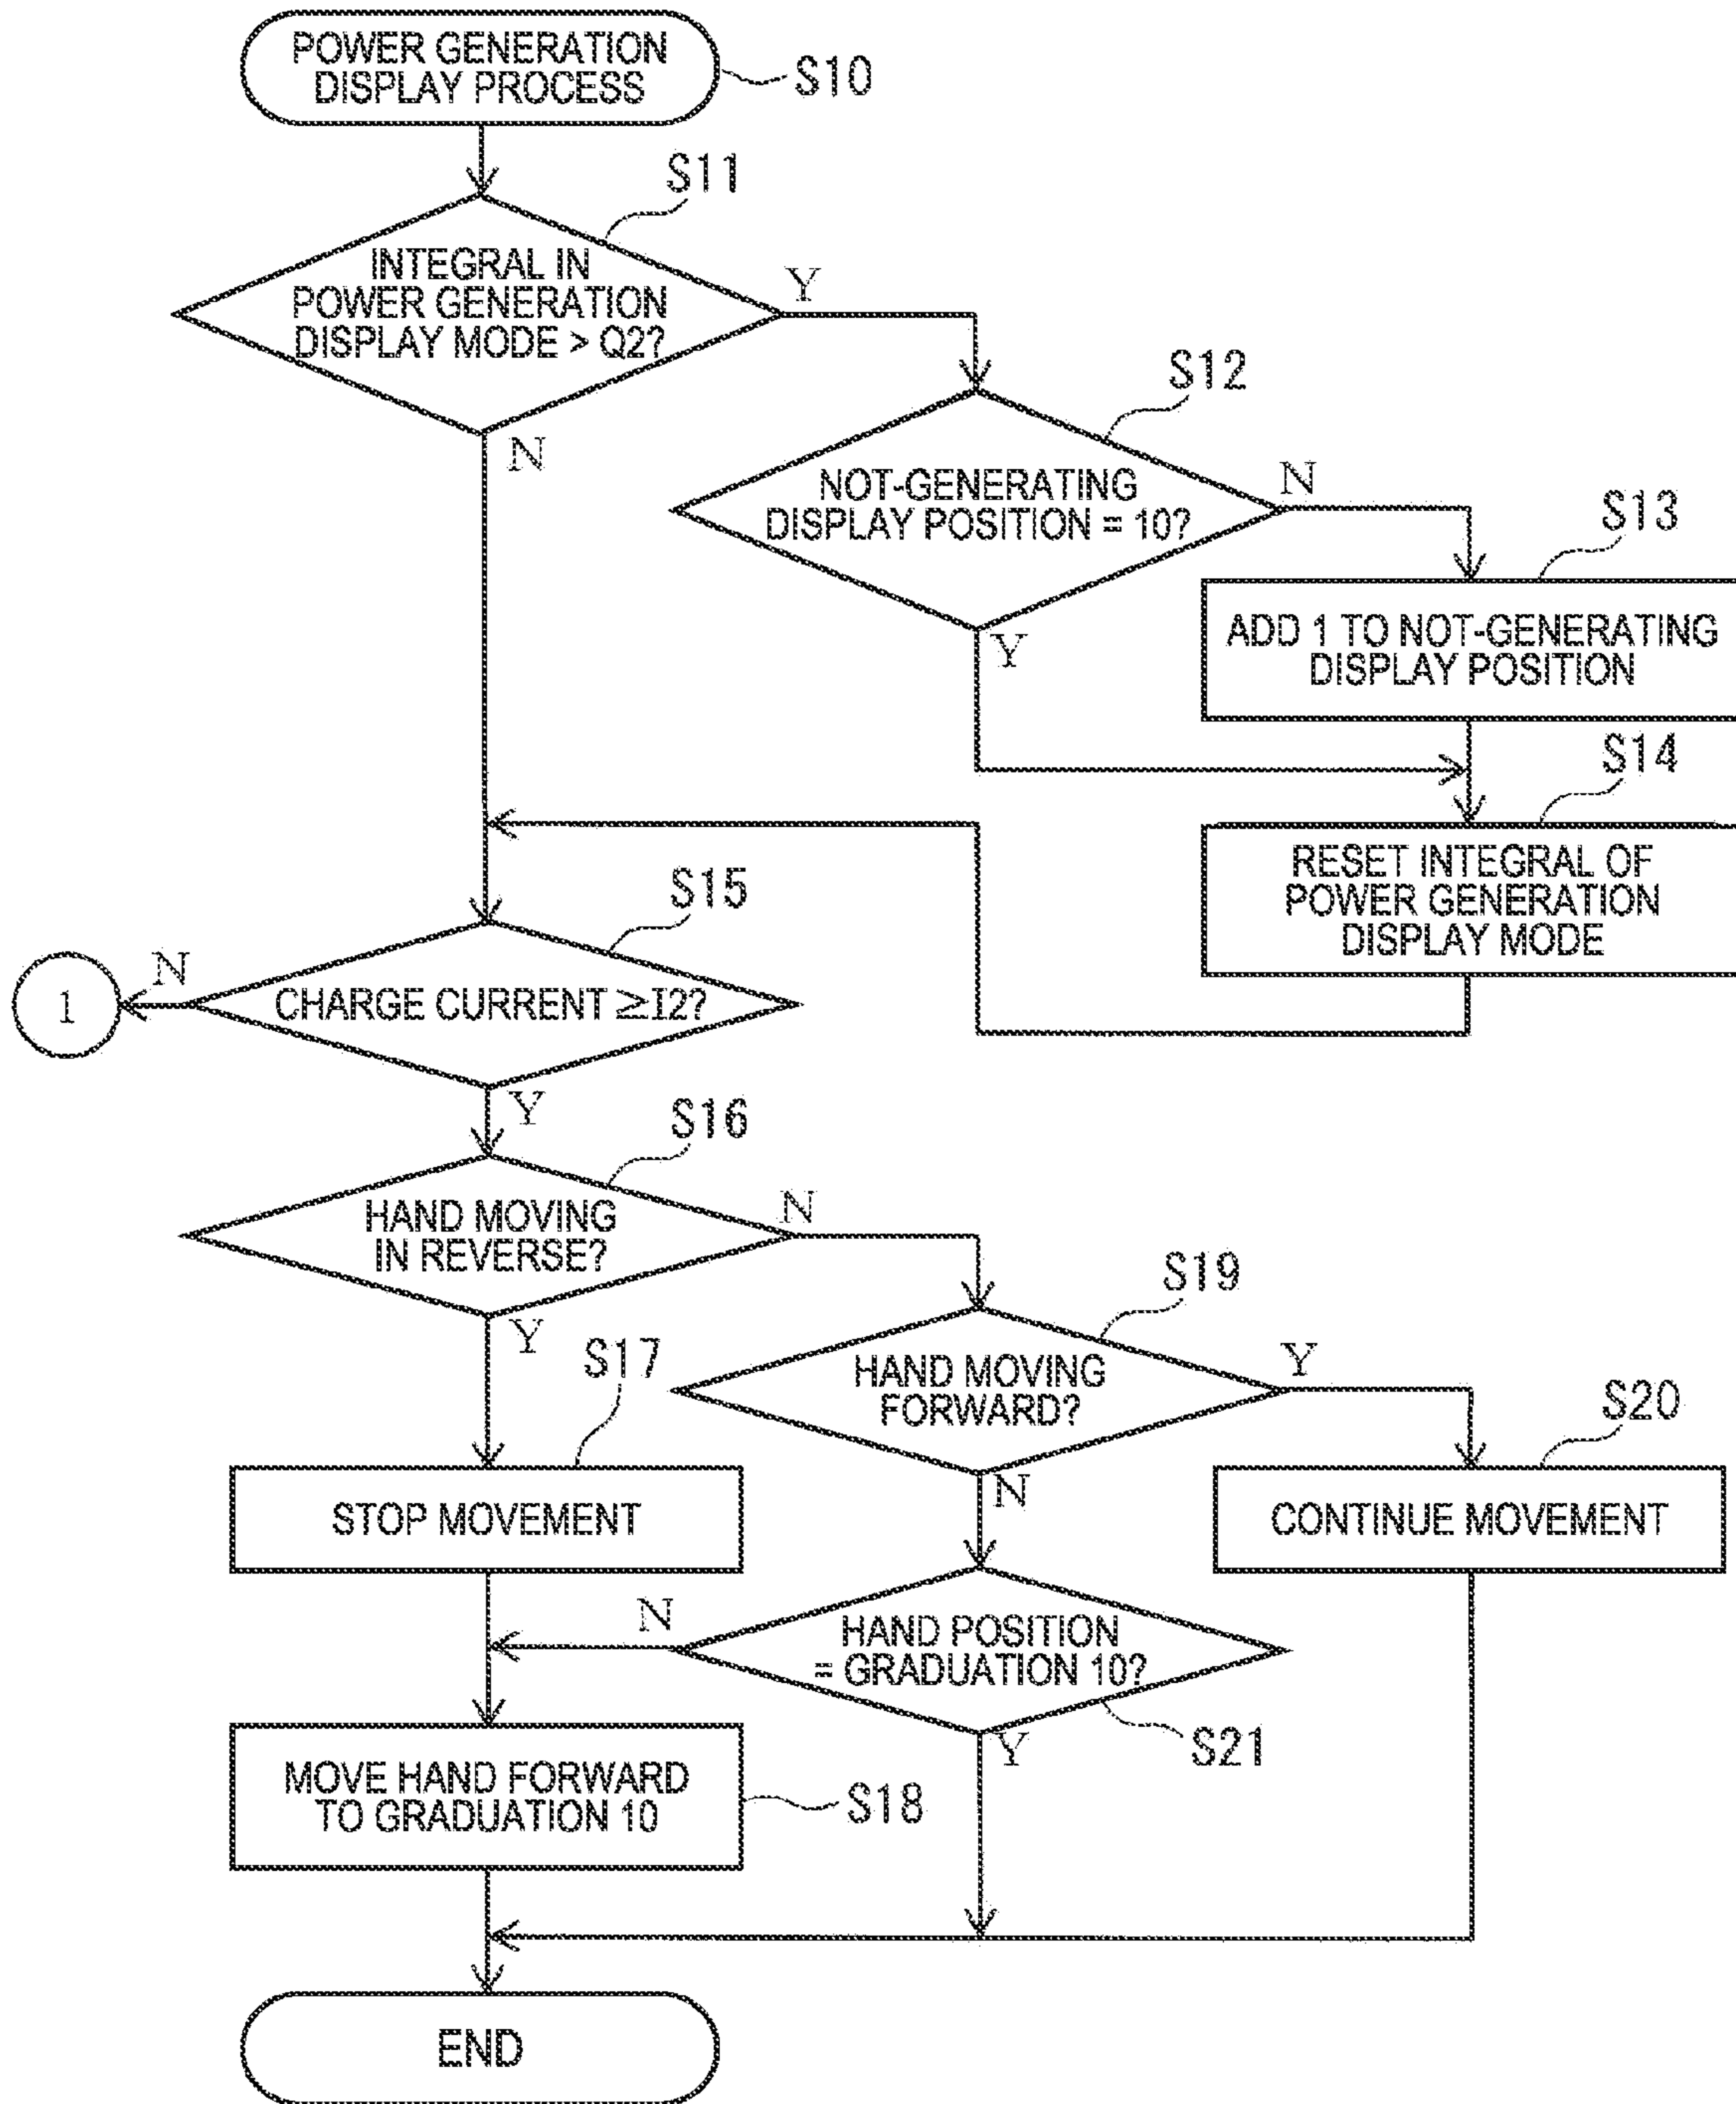 POWER GENERATION
DISPLAY PROCESS
S10
S11
INTEGRAL IN
POWER GENERATION
DISPLAY MODE > Q2?
Y
N
S12
NOT-GENERATING
DISPLAY POSITION = 10?
N
Y
S13
ADD 1 TO NOT-GENERATING
DISPLAY POSITION
S14
RESET INTEGRAL OF
POWER GENERATION
DISPLAY MODE
S15
CHARGE CURRENT ≥I2?
N
1
Y
S16
HAND MOVING
IN REVERSE?
N
Y
S17
STOP MOVEMENT
S19
HAND MOVING
FORWARD?
Y
N
S20
CONTINUE MOVEMENT
HAND POSITION
= GRADUATION 10?
N
Y
S21
MOVE HAND FORWARD
TO GRADUATION 10
S18
END